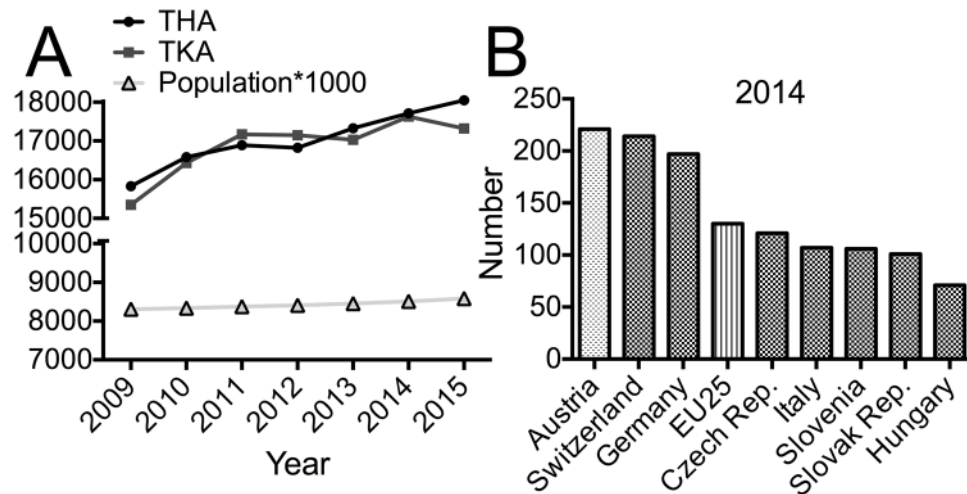 A
THA
TKA
Population*1000
18000
17000
16000
15000
10000
9000
8000
7000
2009
2010
2011
2012
2013
2014
2015
Year
B
2014
250
200
150
100
50
0
Number
Austria
Switzerland
Germany
EU25
Czech Rep.
Italy
Slovenia
Slovak Rep.
Hungary